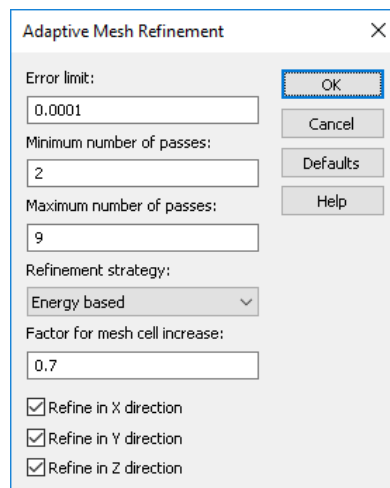 Adaptive Mesh Refinement
Error limit:
0.0001
Minimum number of passes:
2
Maximum number of passes:
9
Refinement strategy:
Energy based
Factor for mesh cell increase:
0.7
Refine in X direction
Refine in Y direction
Refine in Z direction
OK
Cancel
Defaults
Help